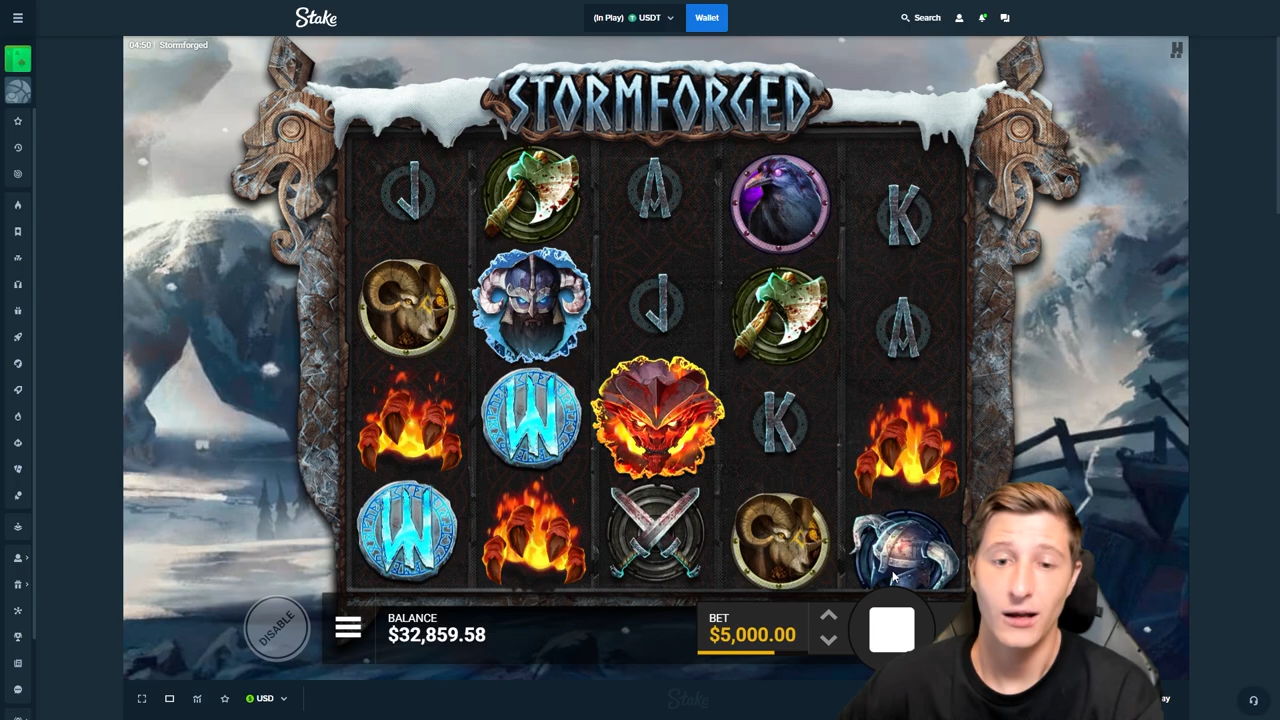 Stake
(In Play) USDT
Wallet
Search
04:50 | Stormforged
STORMFORGED
J
A
K
J
A
W
K
W
DISABLE
BALANCE
$32,859.58
BET
$5,000.00
USD
Stake